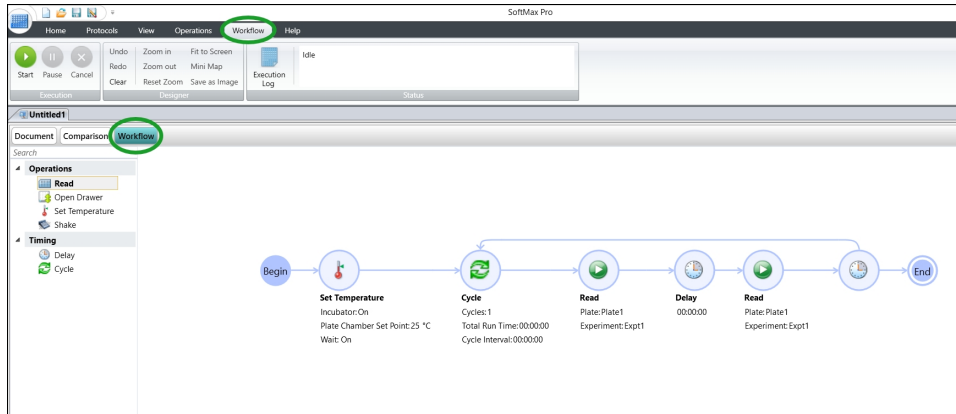 SoftMax Pro
Home Protocols View Operations Workflow Help
Start Pause Cancel
Execution
Undo Zoom in Fit to Screen
Redo Zoom out Mini Map
Clear Reset Zoom Save as Image
Designer
Execution Log
Idle
Status
Untitled1
Document Comparison Workflow
Search
Operations
Read
Open Drawer
Set Temperature
Shake
Timing
Delay
Cycle
Begin
End
Set Temperature
Incubator:On
Plate Chamber Set Point:25 °C
Wait: On
Cycle
Cycles:1
Total Run Time:00:00:00
Cycle Interval:00:00:00
Read
Plate:Plate1
Experiment:Expt1
Delay
00:00:00
Read
Plate:Plate1
Experiment:Expt1